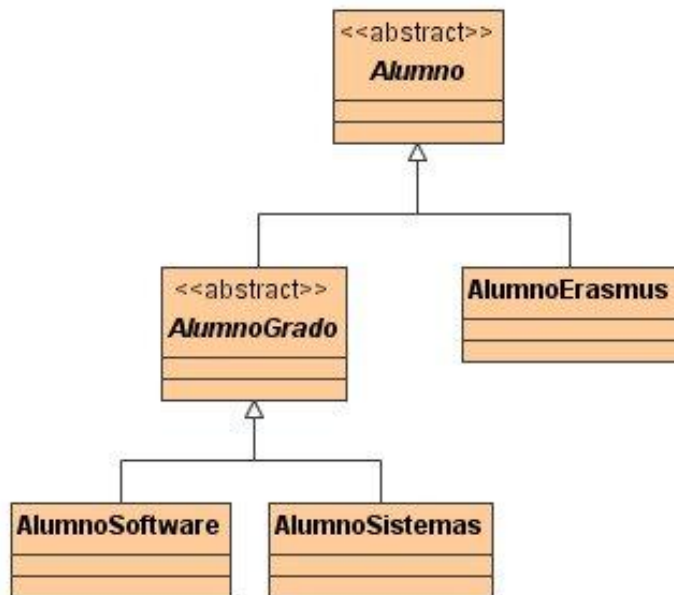 <<abstract>>
Alumno
<<abstract>>
AlumnoGrado
AlumnoErasmus
AlumnoSoftware
AlumnoSistemas